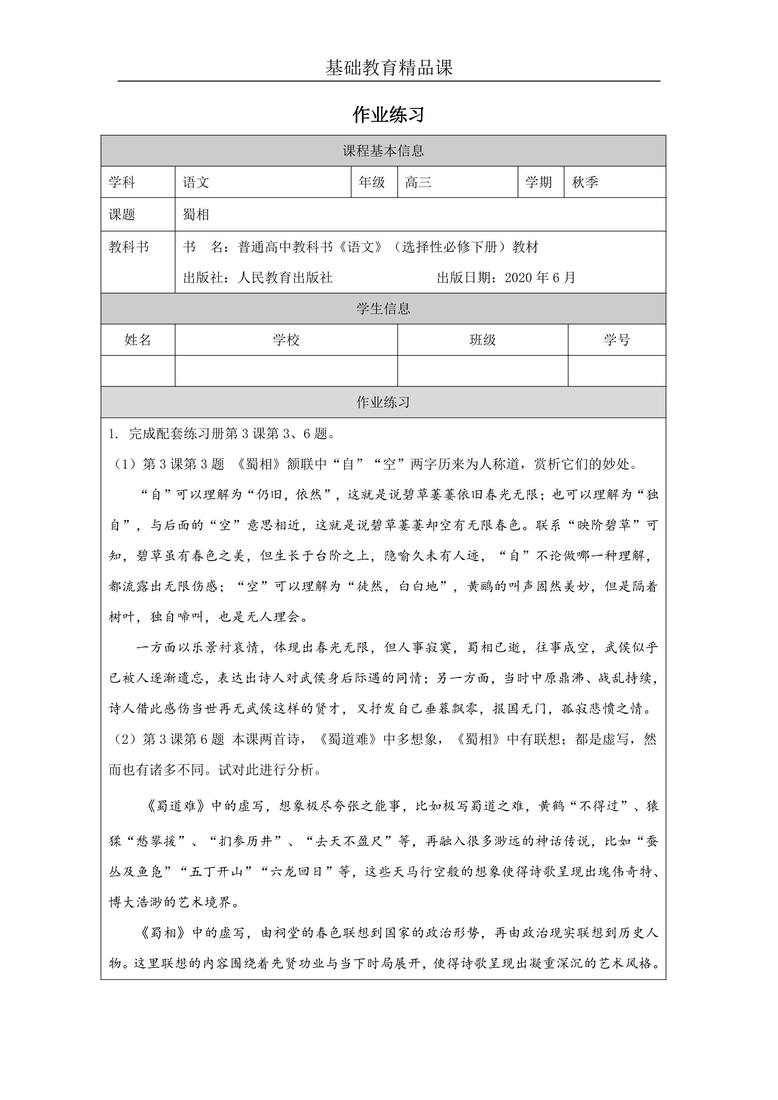 基础教育精品课
作业练习
课程基本信息
学科 语文 年级 高三 学期 秋季
课题 蜀相
教科书 书 名：普通高中教科书《语文》（选择性必修下册）教材
出版社：人民教育出版社 出版日期：2020 年 6 月
学生信息
姓名 学校 班级 学号
作业练习
1. 完成配套练习册第 3 课第 3、6 题。
（1）第 3 课第 3 题 《蜀相》颔联中“自”“空”两字历来为人称道，赏析它们的妙处。
“自”可以理解为“仍旧，依然”，这就是说碧草萋萋依旧春光无限；也可以理解为“独
自”，与后面的“空”意思相近，这就是说碧草萋萋却空有无限春色。联系“映阶碧草”可
知，碧草虽有春色之美，但生长于台阶之上，隐喻久未有人迹，“自”不论做哪一种理解，
都流露出无限伤感；“空”可以理解为“徒然，白白地”，黄鹂的叫声固然美妙，但是隔着
树叶，独自啼叫，也是无人理会。
一方面以乐景衬哀情，体现出春光无限，但人事寂寞，蜀相已逝，往事成空，武侯似乎
已被人逐渐遗忘，表达出诗人对武侯身后际遇的同情；另一方面，当时中原鼎沸、战乱持续，
诗人借此感伤当世再无武侯这样的贤才，又抒发自己垂暮飘零，报国无门，孤寂悲愤之情。
（2）第 3 课第 6 题 本课两首诗，《蜀道难》中多想象，《蜀相》中有联想；都是虚写，然
而也有诸多不同。试对此进行分析。
《蜀道难》中的虚写，想象极尽夸张之能事，比如极写蜀道之难，黄鹤“不得过”、猿
猱“愁攀援”、“扪参历井”、“去天不盈尺”等，再融入很多渺远的神话传说，比如“蚕
丛及鱼凫”“五丁开山”“六龙回日”等，这些天马行空般的想象使得诗歌呈现出瑰伟奇特、
博大浩渺的艺术境界。
《蜀相》中的虚写，由祠堂的春色联想到国家的政治形势，再由政治现实联想到历史人
物。这里联想的内容围绕着先贤功业与当下时局展开，使得诗歌呈现出凝重深沉的艺术风格。